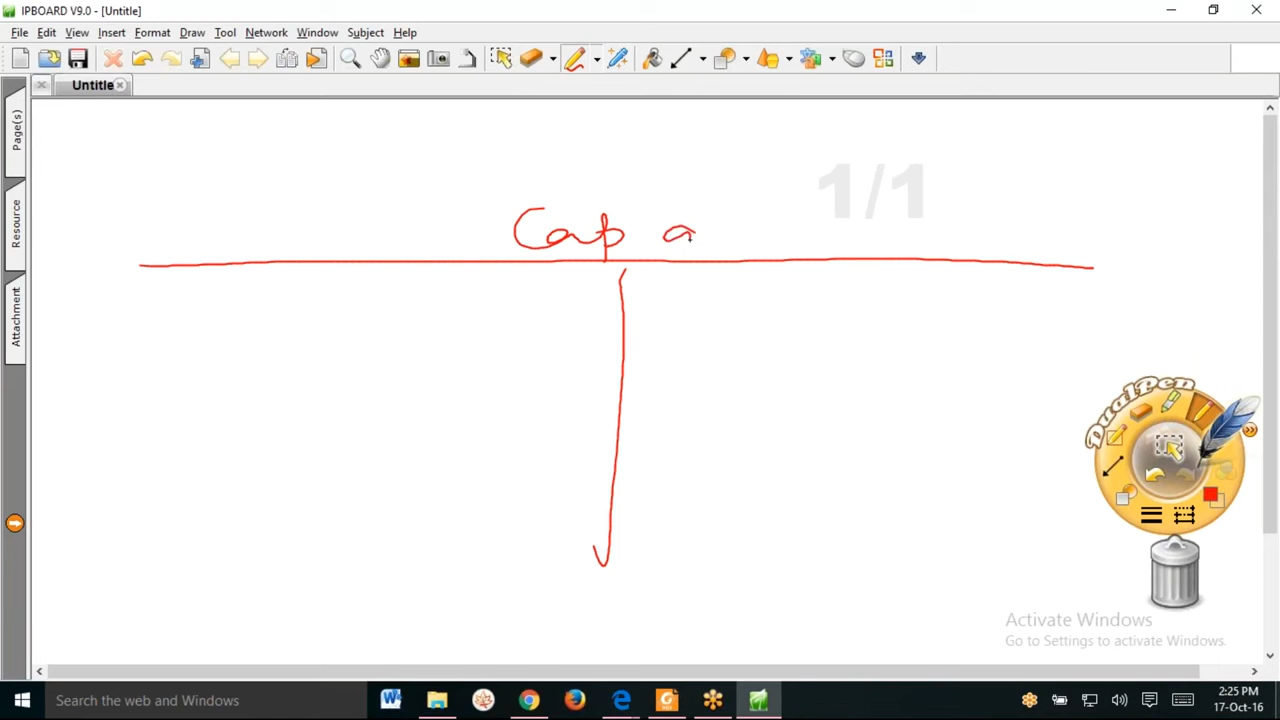 IPBOARD V9.0 - [Untitle]
File Edit View Insert Format Draw Tool Network Window Subject Help
Untitle
Page(s)
Resource
Attachment
1/1
Cap a
DualPen
Activate Windows
Go to Settings to activate Windows.
Search the web and Windows
2:25 PM
17-Oct-16